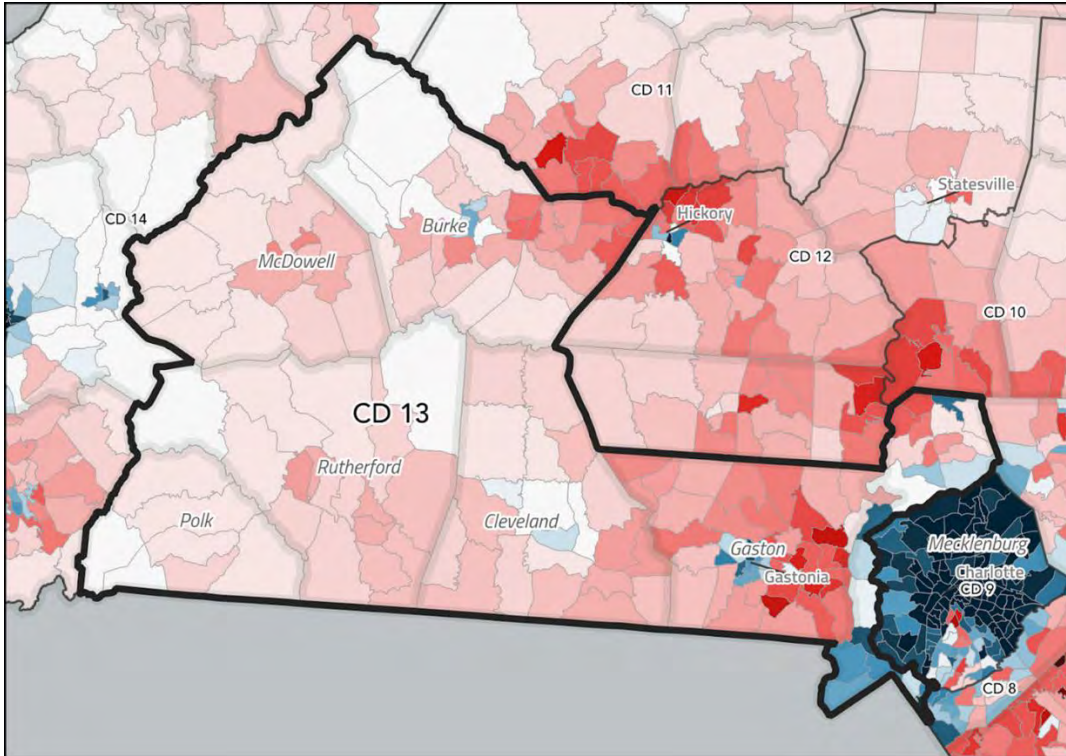 CD 11
Statesville
CD 14
Burke
Hickory
McDowell
CD 12
CD 10
CD 13
Rutherford
Polk
Cleveland
Gaston
Gastonia
Mecklenburg
Charlotte
CD 9
CD 8